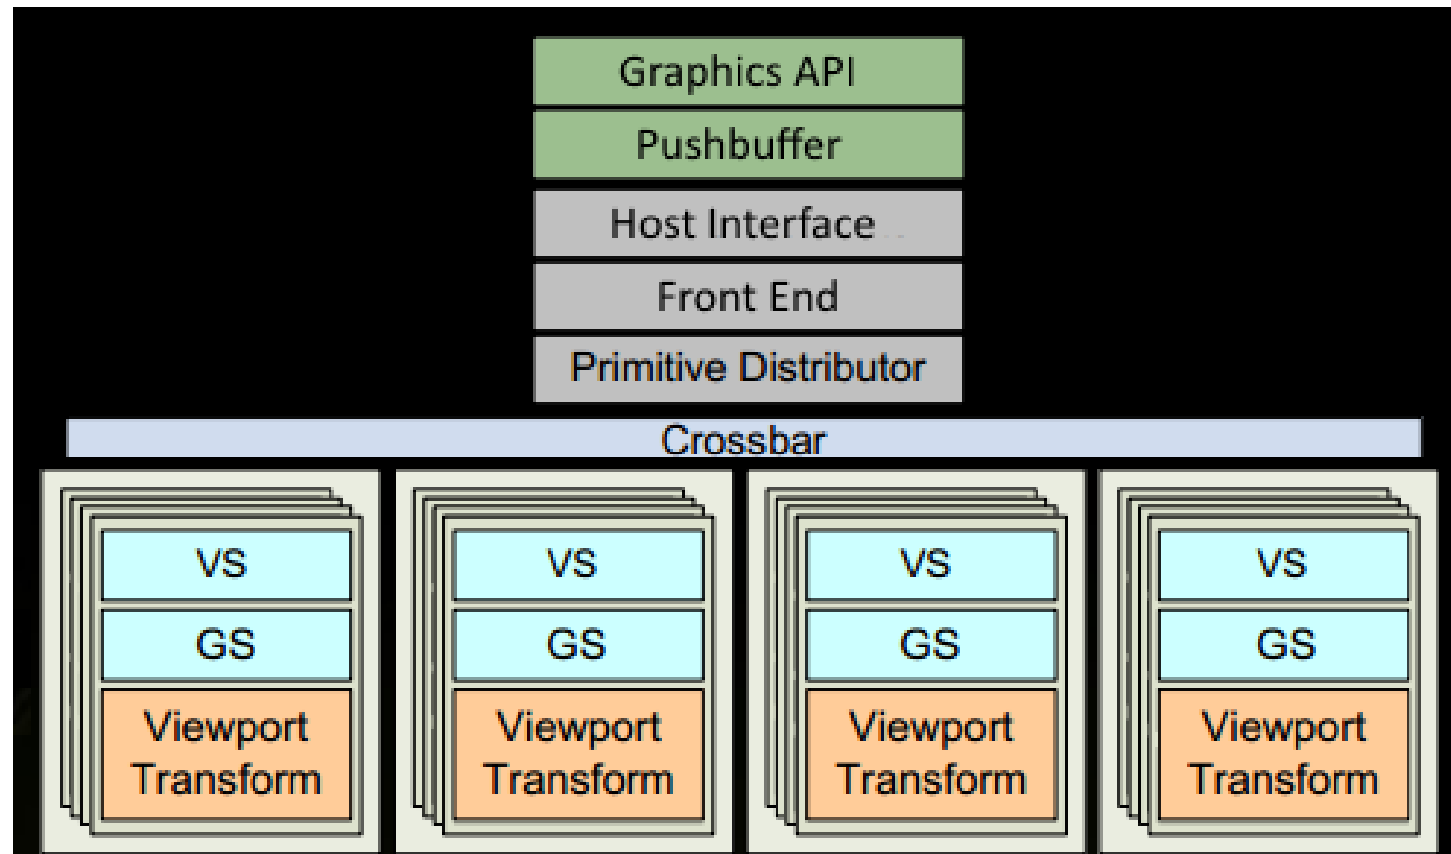 Graphics API
Pushbuffer
Host Interface
Front End
Primitive Distributor
Crossbar
VS
GS
Viewport
Transform
VS
GS
Viewport
Transform
VS
GS
Viewport
Transform
VS
GS
Viewport
Transform